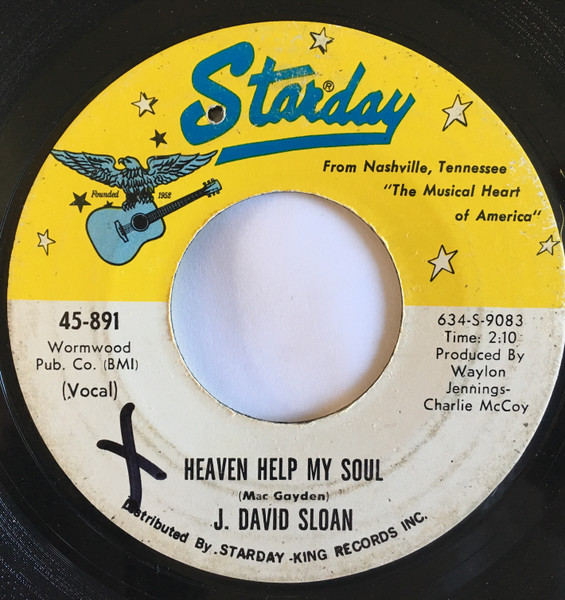 Starday®
From Nashville, Tennessee
"The Musical Heart
of America"
Founded 1952
45-891
Wormwood
Pub. Co. (BMI)
(Vocal)
634-S-9083
Time: 2:10
Produced By
Waylon
Jennings-
Charlie McCoy
X
HEAVEN HELP MY SOUL
(Mac Gayden)
J. DAVID SLOAN
Distributed By STARDAY-KING RECORDS INC.